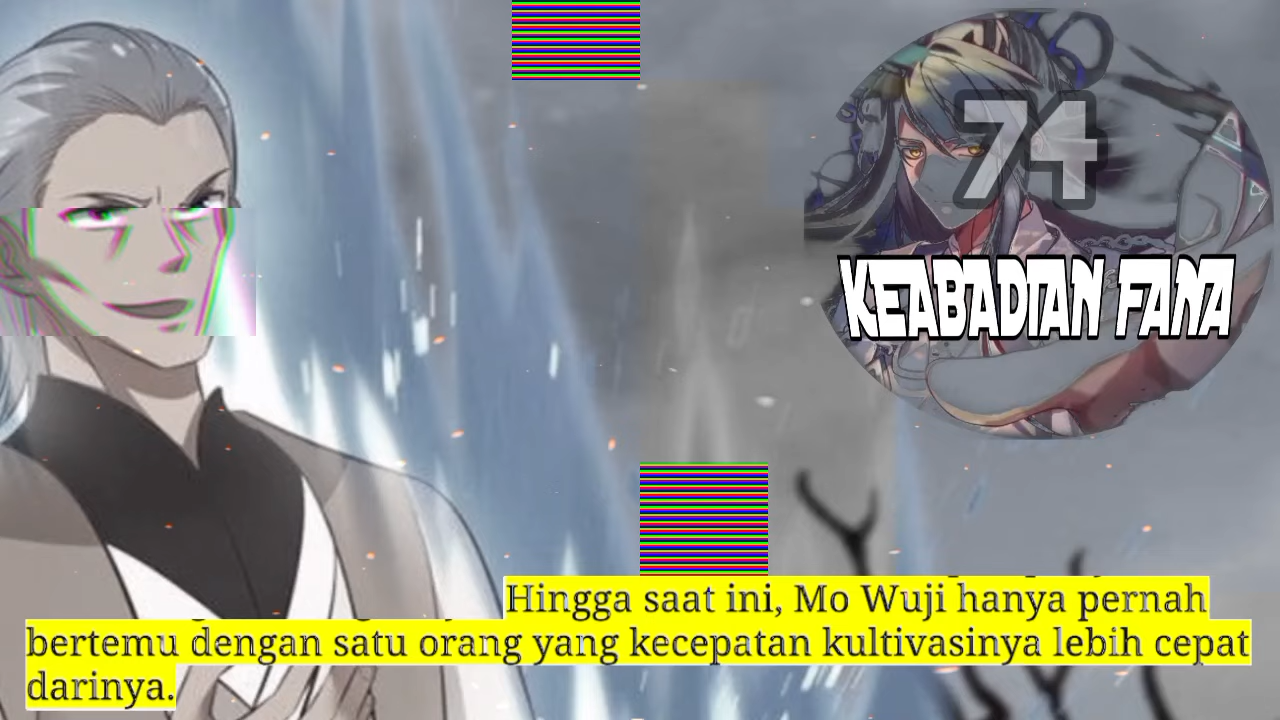 74
KEABADIAN FANA
Hingga saat ini, Mo Wuji hanya pernah
bertemu dengan satu orang yang kecepatan kultivasinya lebih cepat
darinya.